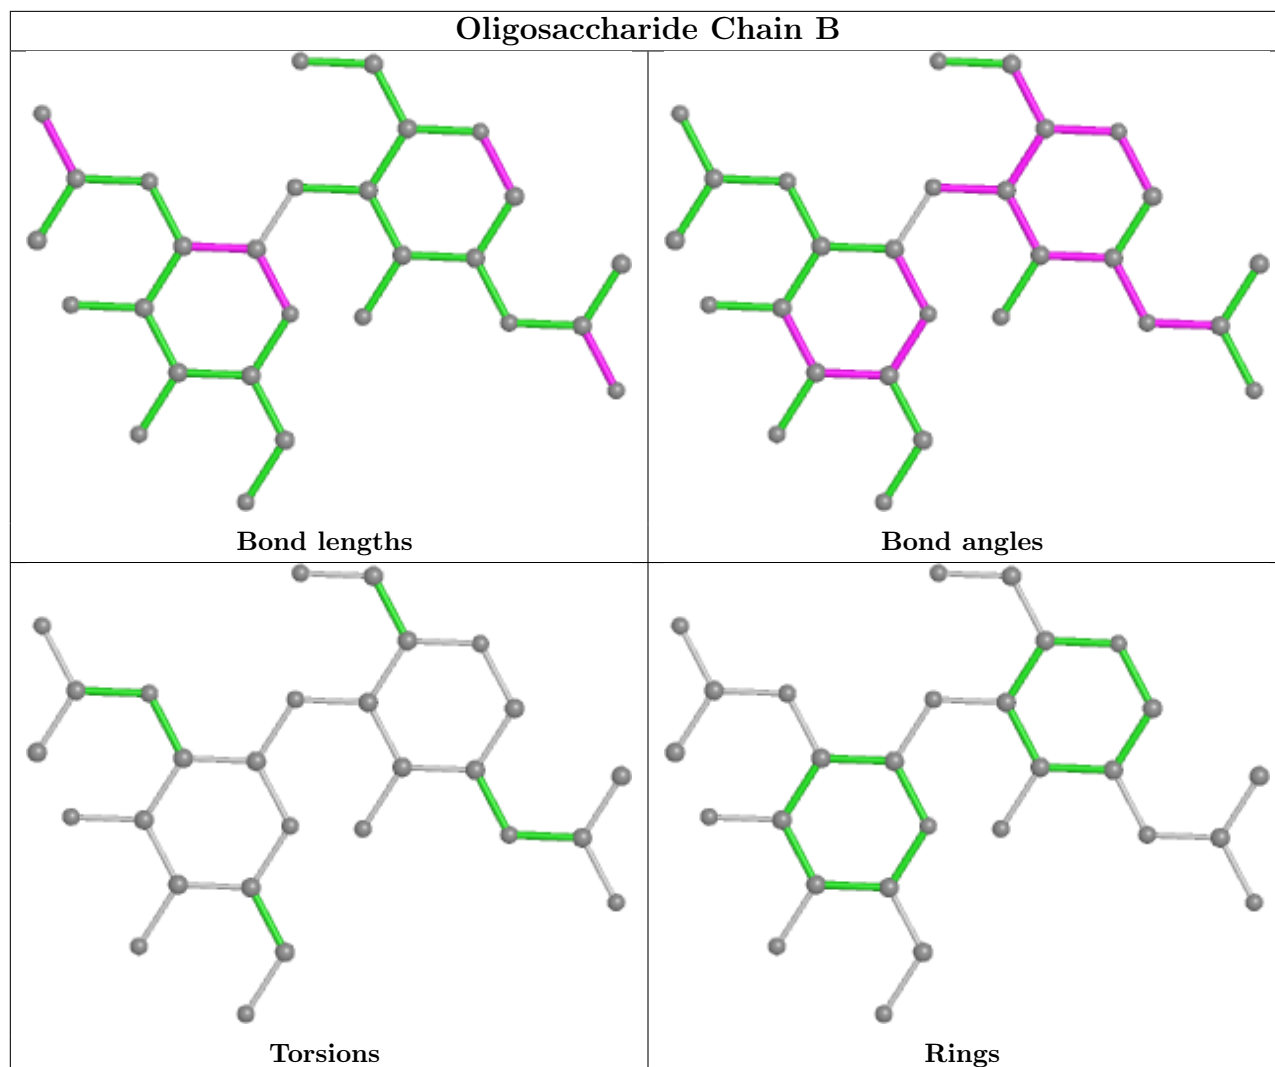 Oligosaccharide Chain B
Bond lengths
Bond angles
Torsions
Rings